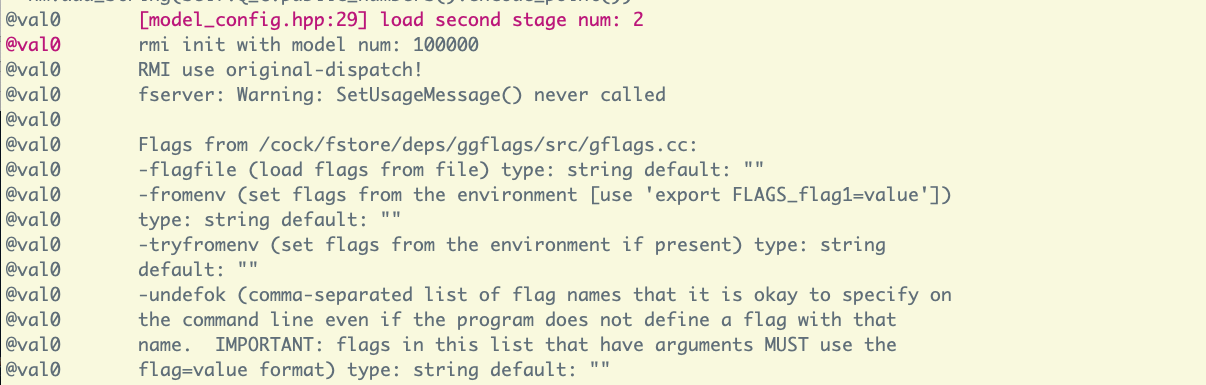 @val0 [model_config.hpp:29] load second stage num: 2
@val0 rmi init with model num: 100000
@val0 RMI use original-dispatch!
@val0 fserver: Warning: SetUsageMessage() never called
@val0
@val0 Flags from /cock/fstore/deps/ggflags/src/gflags.cc:
@val0 -flagfile (load flags from file) type: string default: ""
@val0 -fromenv (set flags from the environment [use 'export FLAGS_flag1=value'])
@val0 type: string default: ""
@val0 -tryfromenv (set flags from the environment if present) type: string
@val0 default: ""
@val0 -undefok (comma-separated list of flag names that it is okay to specify on
@val0 the command line even if the program does not define a flag with that
@val0 name.  IMPORTANT: flags in this list that have arguments MUST use the
@val0 flag=value format) type: string default: ""